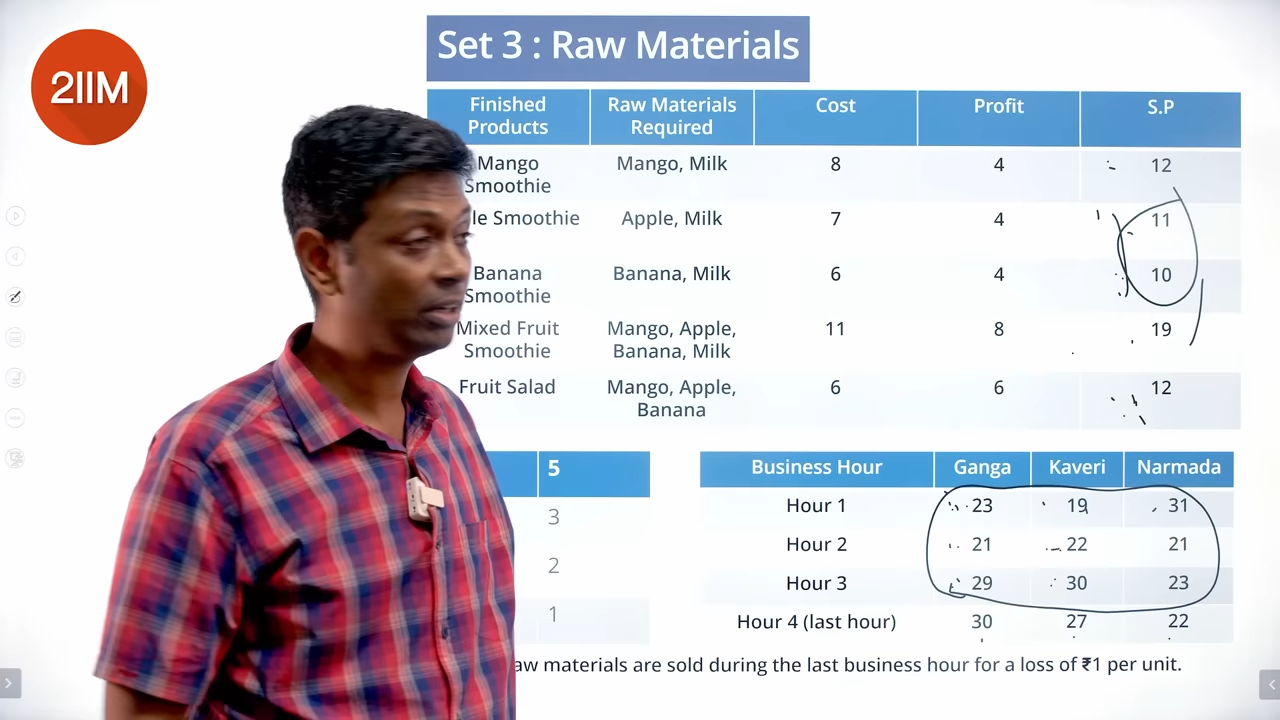 2IIM
Set 3 : Raw Materials
Finished Products Raw Materials Required Cost Profit S.P
Mango Smoothie Mango, Milk 8 4 12
le Smoothie Apple, Milk 7 4 11
Banana Smoothie Banana, Milk 6 4 10
Mixed Fruit Smoothie Mango, Apple, Banana, Milk 11 8 19
Fruit Salad Mango, Apple, Banana 6 6 12
5
3
2
1
Business Hour Ganga Kaveri Narmada
Hour 1 23 19 31
Hour 2 21 22 21
Hour 3 29 30 23
Hour 4 (last hour) 30 27 22
aw materials are sold during the last business hour for a loss of ₹1 per unit.